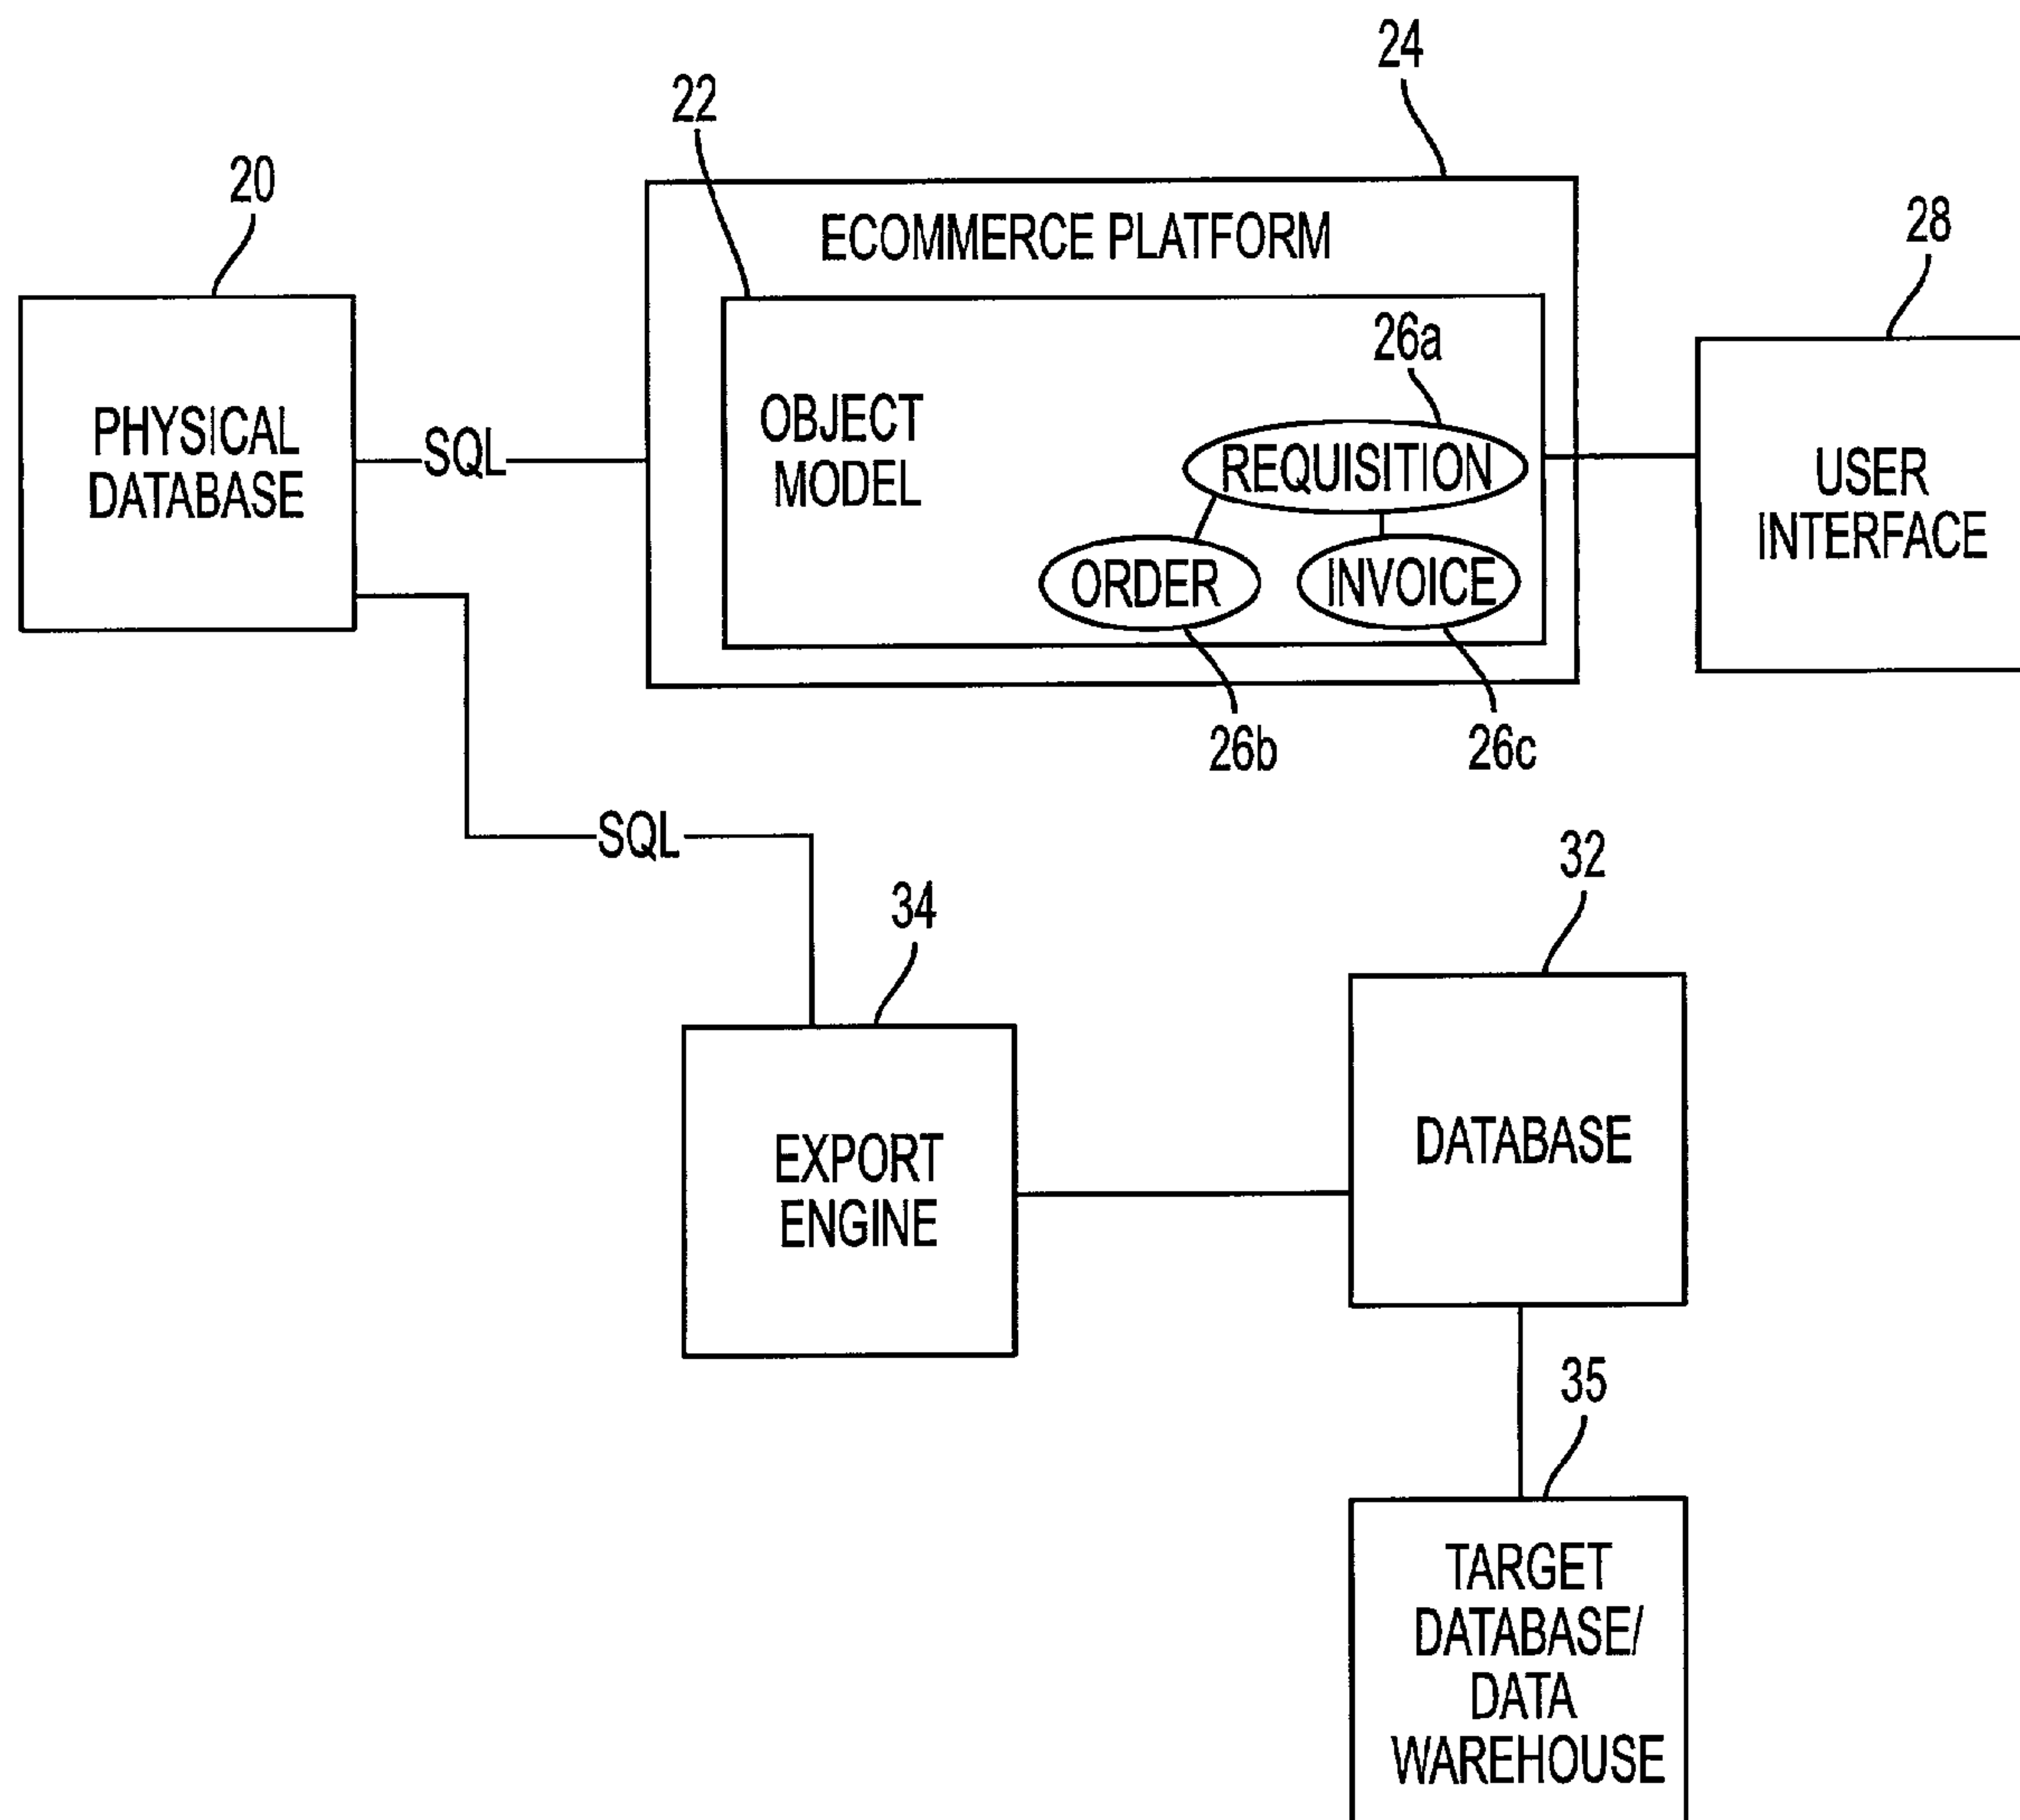 24
22
20
ECOMMERCE PLATFORM
28
26a
OBJECT
MODEL
REQUISITION
PHYSICAL
DATABASE
SQL
USER
INTERFACE
ORDER
INVOICE
26b
26c
SQL
32
34
DATABASE
EXPORT
ENGINE
35
TARGET
DATABASE/
DATA
WAREHOUSE